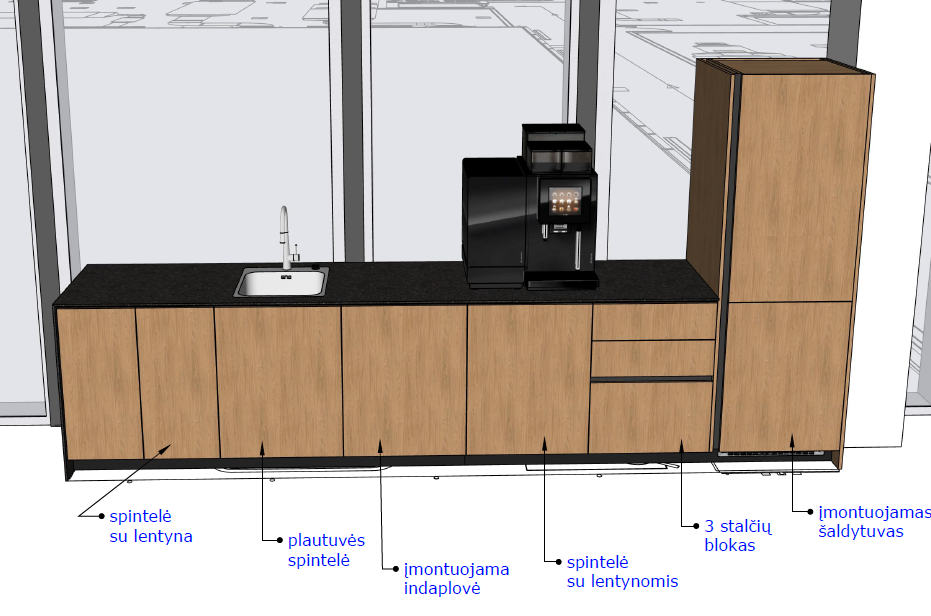 spintelė
su lentyna
plautuvės
spintelė
įmontuojama
indaplovė
spintelė
su lentynomis
3 stalčių
blokas
įmontuojamas
šaldytuvas